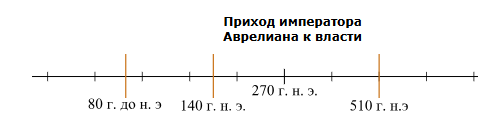 Приход императора
Аврелиана к власти
80 г. до н. э
140 г. н. э.
270 г. н. э.
510 г. н.э